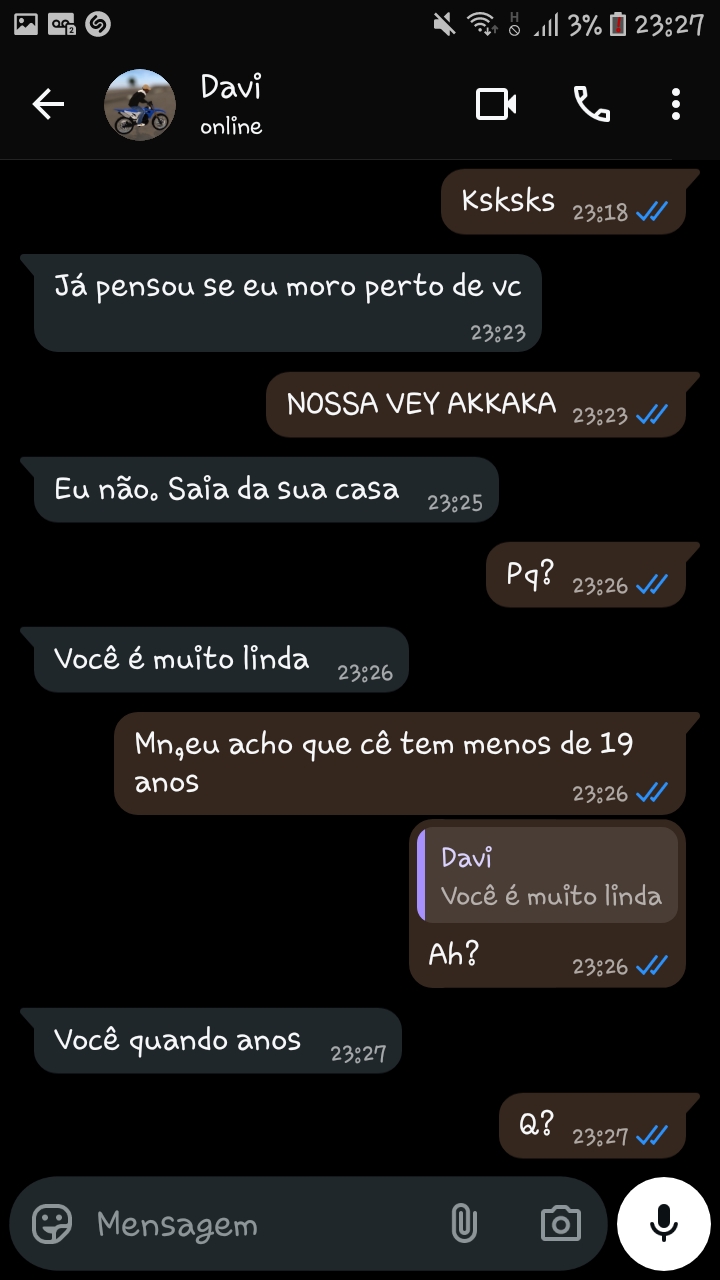 H 3% 23:27
Davi
online
Ksksks 23:18
Já pensou se eu moro perto de vc
23:23
NOSSA VEY AKKAKA 23:23
Eu não. Saia da sua casa 23:25
Pq? 23:26
Você é muito linda 23:26
Mn,eu acho que cê tem menos de 19
anos 23:26
Davi
Você é muito linda
Ah? 23:26
Você quando anos 23:27
Q? 23:27
Mensagem